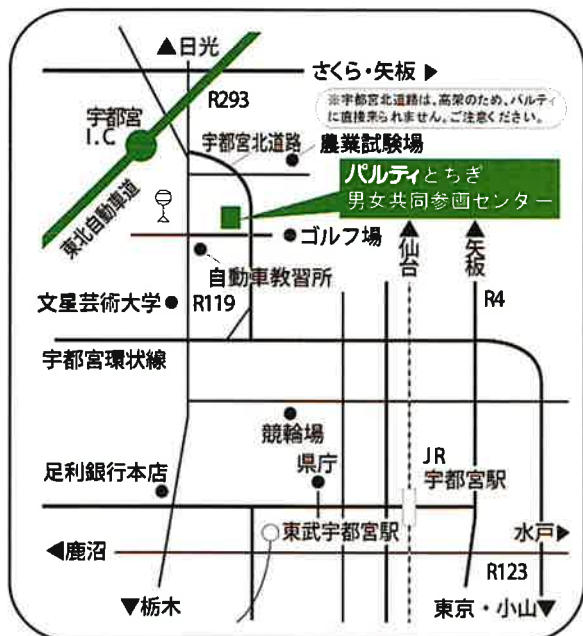 ▲日光
さくら・矢板▶
R293
※宇都宮北道路は、高架のため、パルティ
に直接来られません。ご注意ください。
宇都宮
I.C
宇都宮北道路
農業試験場
パルティとちぎ
男女共同参画センター
東北自動車道
ゴルフ場
▲仙台
▲矢板
自動車教習所
文星芸術大学
R119
R4
宇都宮環状線
競輪場
県庁
JR
宇都宮駅
足利銀行本店
東武宇都宮駅
水戸▶
◀鹿沼
R123
▼栃木
東京・小山▼